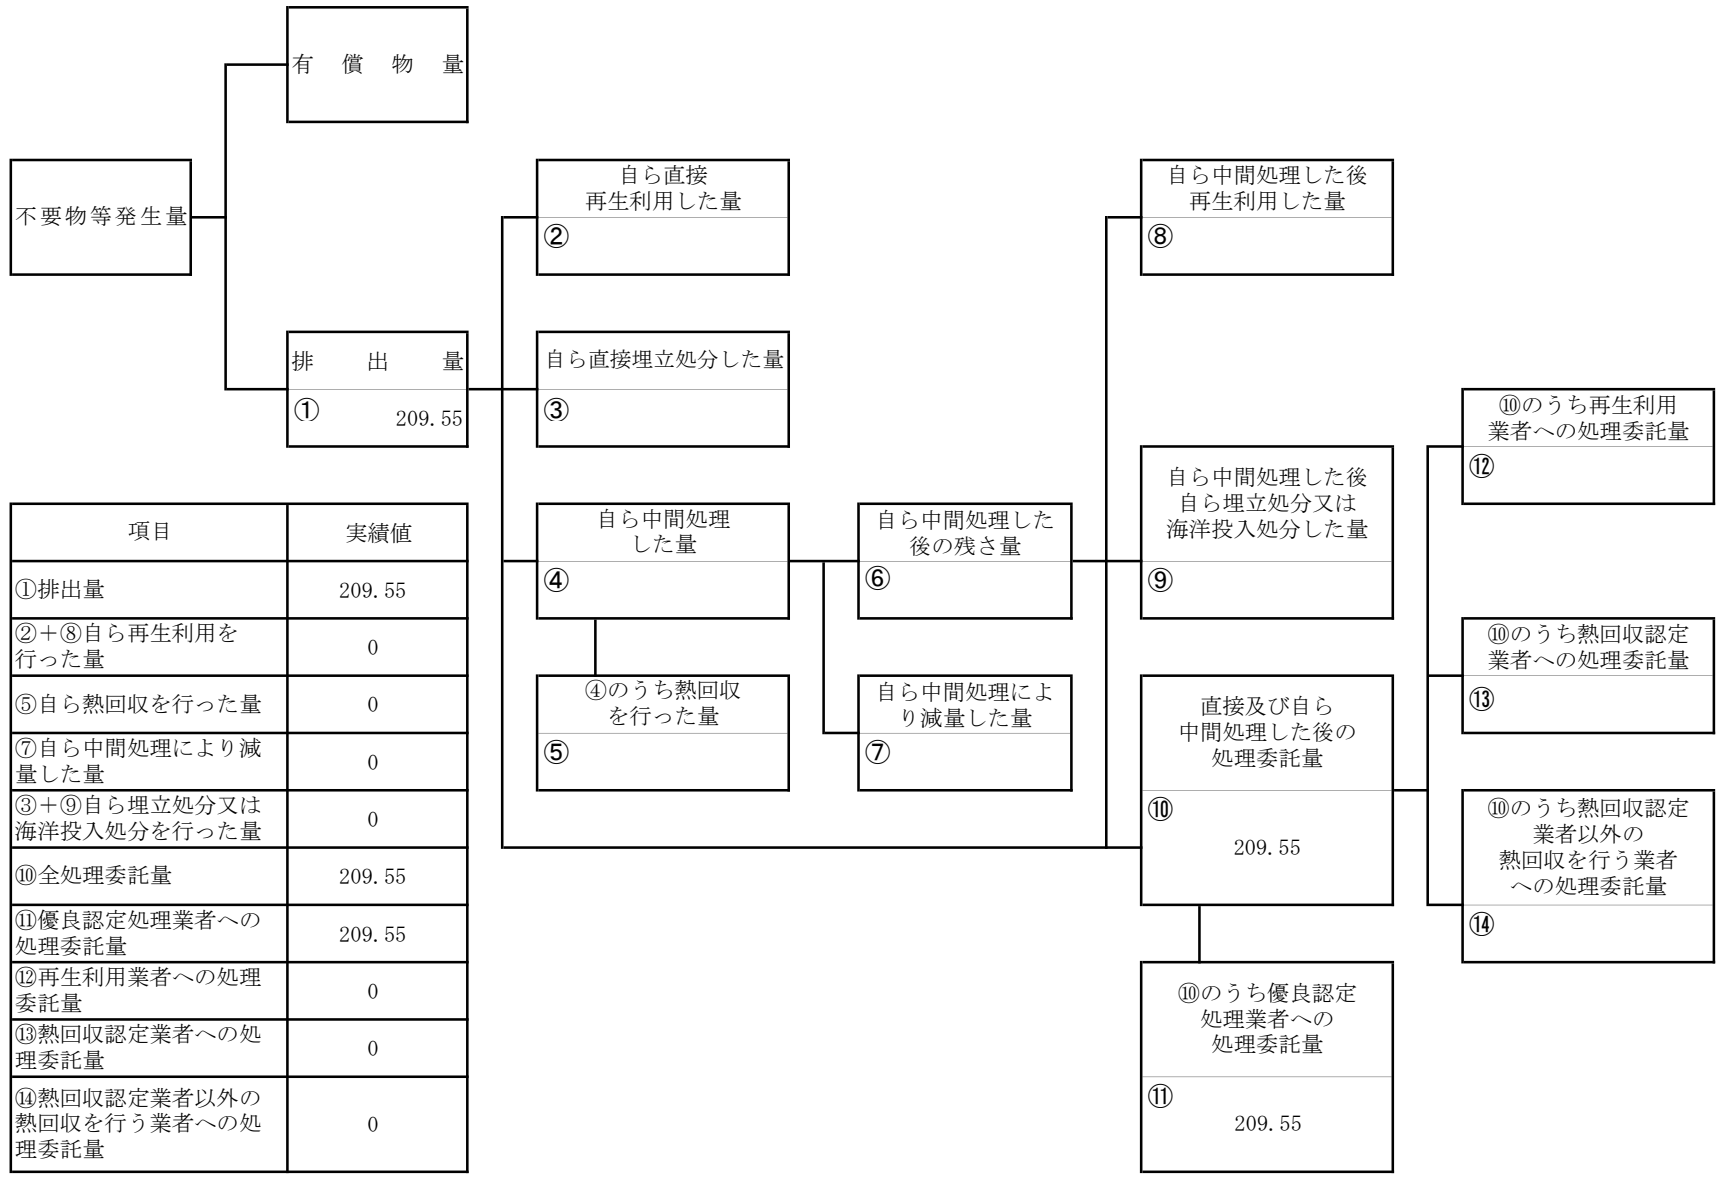 有償物量
不要物等発生量
排出量
①
209.55
自ら直接
再生利用した量
②
自ら直接埋立処分した量
③
自ら中間処理
した量
④
④のうち熱回収
を行った量
⑤
自ら中間処理した
後の残さ量
⑥
自ら中間処理によ
り減量した量
⑦
自ら中間処理した後
再生利用した量
⑧
自ら中間処理した後
自ら埋立処分又は
海洋投入処分した量
⑨
直接及び自ら
中間処理した後の
処理委託量
⑩
209.55
⑩のうち優良認定
処理業者への
処理委託量
⑪
209.55
⑩のうち再生利用
業者への処理委託量
⑫
⑩のうち熱回収認定
業者への処理委託量
⑬
⑩のうち熱回収認定
業者以外の
熱回収を行う業者
への処理委託量
⑭
項目 実績値
①排出量 209.55
②＋⑧自ら再生利用を
行った量
0
⑤自ら熱回収を行った量 0
⑦自ら中間処理により減
量した量
0
③＋⑨自ら埋立処分又は
海洋投入処分を行った量
0
⑩全処理委託量 209.55
⑪優良認定処理業者への
処理委託量
209.55
⑫再生利用業者への処理
委託量
0
⑬熱回収認定業者への処
理委託量
0
⑭熱回収認定業者以外の
熱回収を行う業者への処
理委託量
0